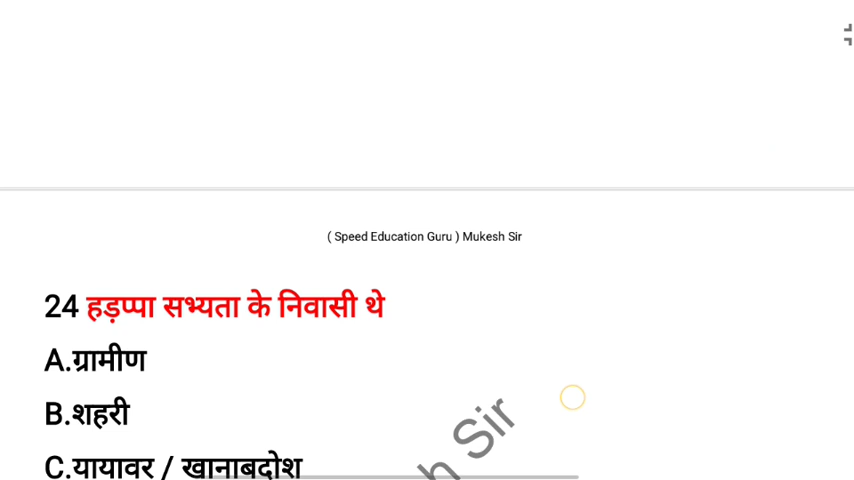 ( Speed Education Guru ) Mukesh Sir
24 हड़प्पा सभ्यता के निवासी थे
A.ग्रामीण
B.शहरी
C.यायावर / खानाबदोश
h Sir